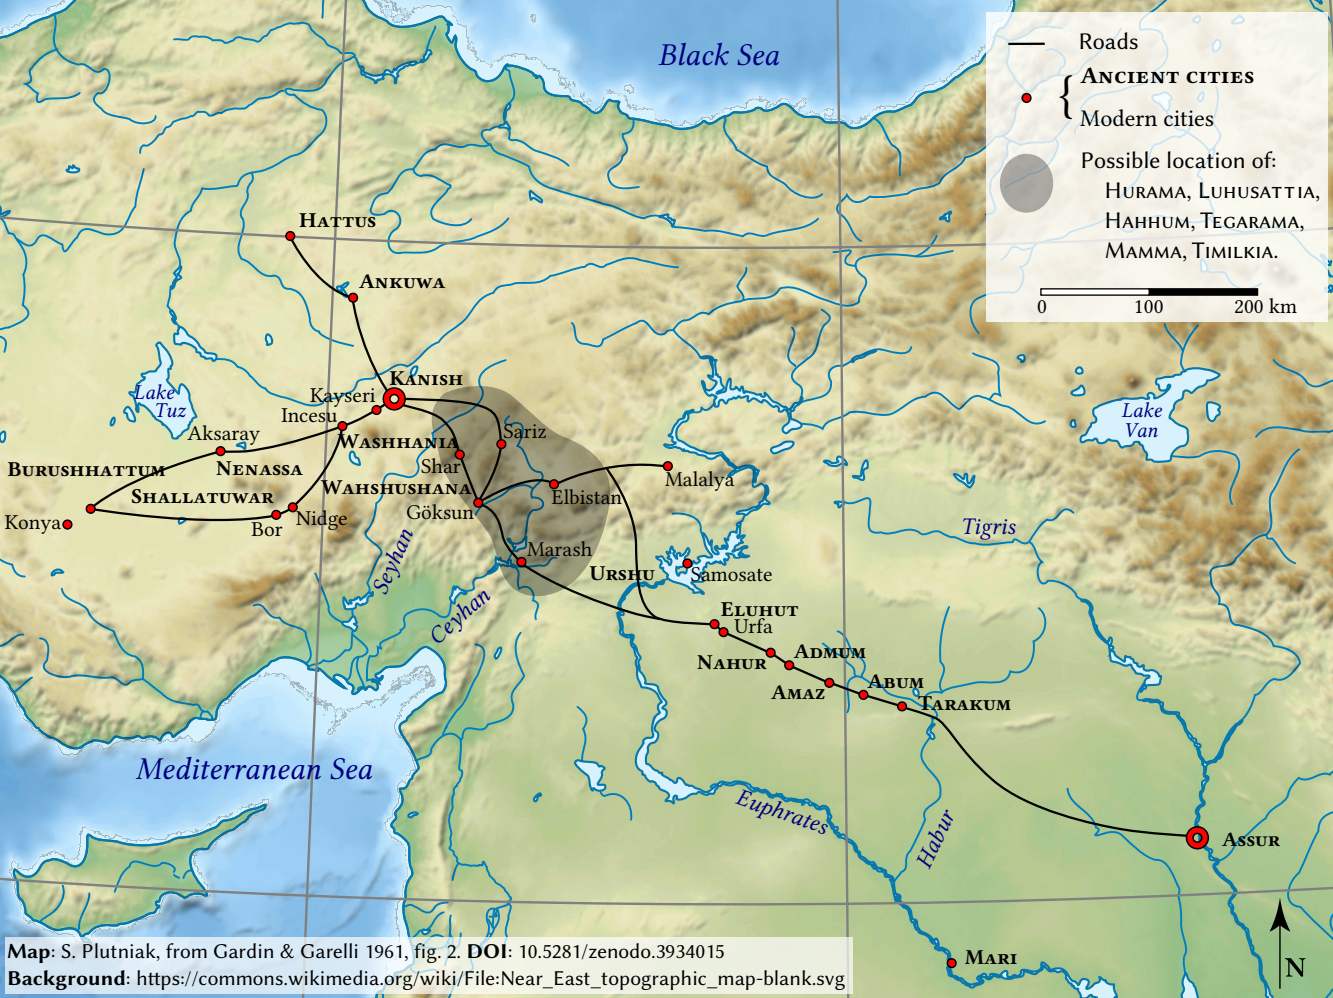 Black Sea
Roads
ANCIENT CITIES
Modern cities
Possible location of:
HURAMA, LUHUSATTIA,
HAHHUM, TEGARAMA,
MAMMA, TIMILKIA.
0 100 200 km
HATTUS
ANKUWA
KANISH
Kayseri
Incesu
Lake
Tuz
Lake
Van
Aksaray
WASHHANIA
Sariz
BURUSHHATTUM
NENASSA
Shar
Malalya
SHALLATUWAR
WAHSHUSHANA
Elbistan
Göksun
Konya
Bor
Nidge
Tigris
Seyhan
Marash
URSHU
Samosate
Ceyhan
ELUHUT
Urfa
NAHUR
ADMUM
AMAZ
ABUM
TARAKUM
Mediterranean Sea
Euphrates
Habur
ASSUR
MARI
N
Map: S. Plutniak, from Gardin & Garelli 1961, fig. 2. DOI: 10.5281/zenodo.3934015
Background: https://commons.wikimedia.org/wiki/File:Near_East_topographic_map-blank.svg